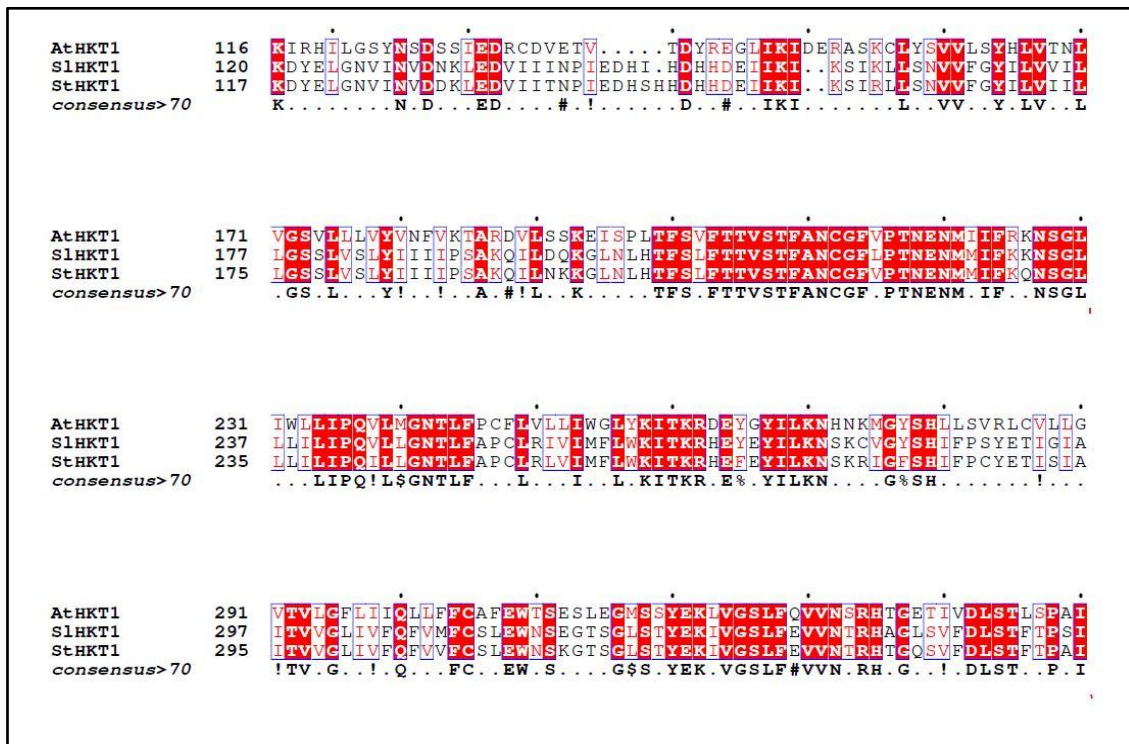 AtHKT1 116 KIRHILGSYNSDSSIEDRCDVETV.....TDYREGLIKIDERASKCLYSVVLSYHLVTNL
SlHKT1 120 KDYELGNVINVDNKLEDVIIINPIEDHI.HDHHDEIIKI..KSIKLLSNVVFGYILVVIL
StHKT1 117 KDYELGNVINVDDKLEDVIITNPIEDHSHHDHHDEIIKI..KSIRLLSNVVFGYILVIIL
consensus>70 K........N.D...ED....#.!.....D..#..IKI.......L..VV..Y.LV..L
AtHKT1 171 VGSVLLLVYVNFVKTARDVLSSKEISPLTFSVFTTVSTFANCGFVPTNENMIIFRKNSGL
SlHKT1 177 LGSSLVSLYIIIIPSAKQILDQKGLNLHTFSLFTTVSTFANCGFLPTNENMMIFKKNSGL
StHKT1 175 LGSSLVSLYIIIIPSAKQILNKKGLNLHTFSLFTTVSTFANCGFVPTNENMMIFKQNSGL
consensus>70 .GS.L...Y!..!..A.#!L..K.....TFS.FTTVSTFANCGF.PTNENM.IF..NSGL
AtHKT1 231 IWLLIPQVLMGNTLFPCFLVLLIWGLYKITKRDEYGYILKNHNKMGYSHLLSVRLCVLLG
SlHKT1 237 LLILIPQVLLGNTLFAPCLRIVIMFLWKITKRHEYEYILKNSKCVGYSHIFPSYETIGIA
StHKT1 235 LLILIPQILLGNTLFAPCLRLVIMFLWKITKRHEFEYILKNSKRIGFSHIFPCYETISIA
consensus>70 ...LIPQ!L$GNTLF...L...I..L.KITKR.E%.YILKN....G%SH.......!...
AtHKT1 291 VTVLGFLIIQLLFFCAFEWTSESLEGMSSYEKLVGSLFQVVNSRHTGETIVDLSTLSPAI
SlHKT1 297 ITVVGLIVFQFVMFCSLEWNSEGTSGLSTYEKIVGSLFEVVNTRHAGLSVFDLSTFTPSI
StHKT1 295 ITVVGLIVFQFVVFCSLEWNSKGTSGLSTYEKIVGSLFEVVNTRHTGQSVFDLSTFTPAI
consensus>70 !TV.G..!.Q...FC..EW.S....G$S.YEK.VGSLF#VVN.RH.G..!.DLST..P.I